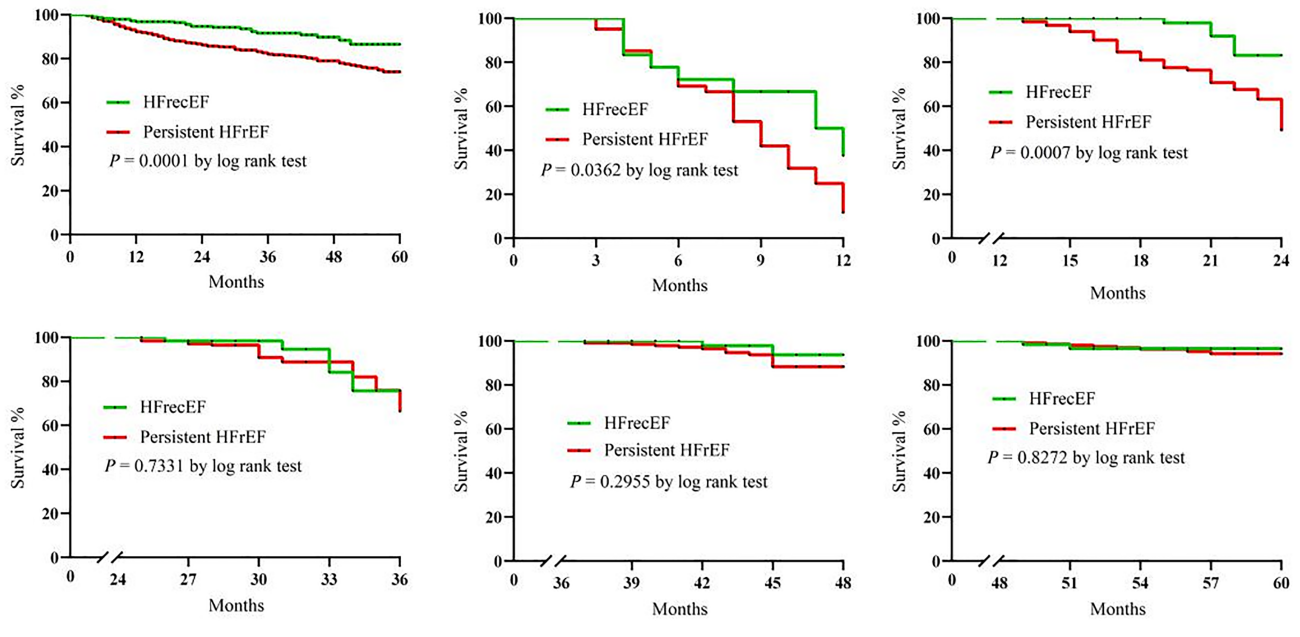 100
80
60
40
20
0
Survival %
HFrecEF
Persistent HFrEF
P = 0.0001 by log rank test
0 12 24 36 48 60
Months
100
80
60
40
20
0
Survival %
HFrecEF
Persistent HFrEF
P = 0.0362 by log rank test
0 3 6 9 12
Months
100
80
60
40
20
0
Survival %
HFrecEF
Persistent HFrEF
P = 0.0007 by log rank test
0 12 15 18 21 24
Months
100
80
60
40
20
0
Survival %
HFrecEF
Persistent HFrEF
P = 0.7331 by log rank test
0 24 27 30 33 36
Months
100
80
60
40
20
0
Survival %
HFrecEF
Persistent HFrEF
P = 0.2955 by log rank test
0 36 39 42 45 48
Months
100
80
60
40
20
0
Survival %
HFrecEF
Persistent HFrEF
P = 0.8272 by log rank test
0 48 51 54 57 60
Months